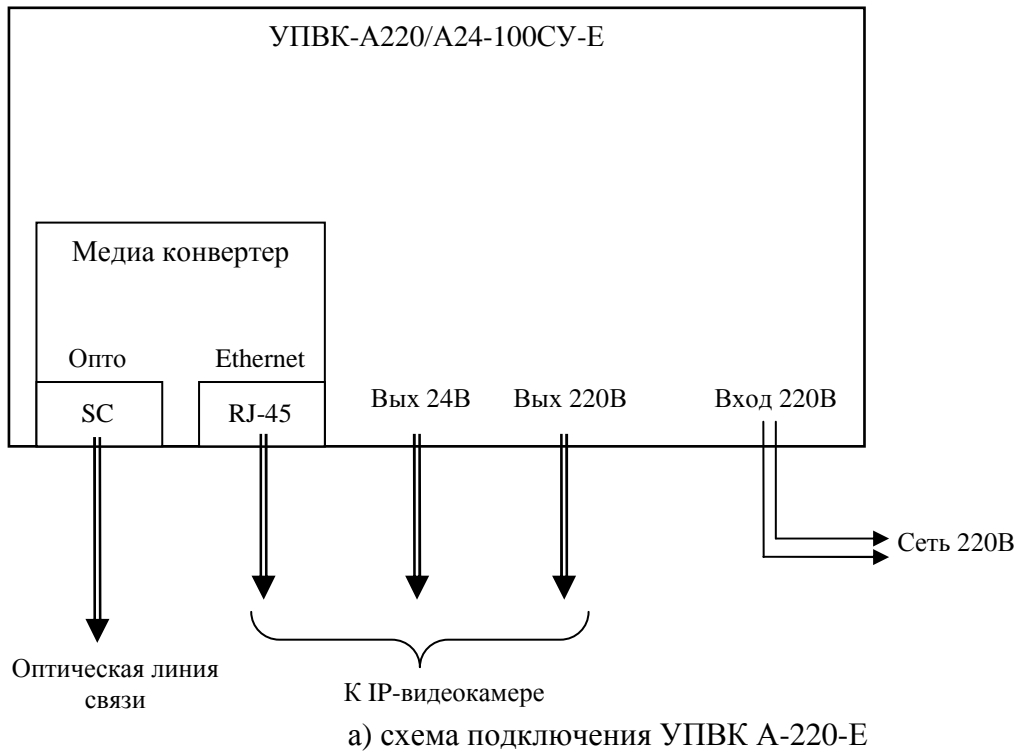 УПВК-А220/А24-100СУ-Е
Медиа конвертер
Опто
Ethernet
SC
RJ-45
Вых 24В
Вых 220В
Вход 220В
Сеть 220В
Оптическая линия
связи
К IP-видеокамере
а) схема подключения УПВК А-220-Е